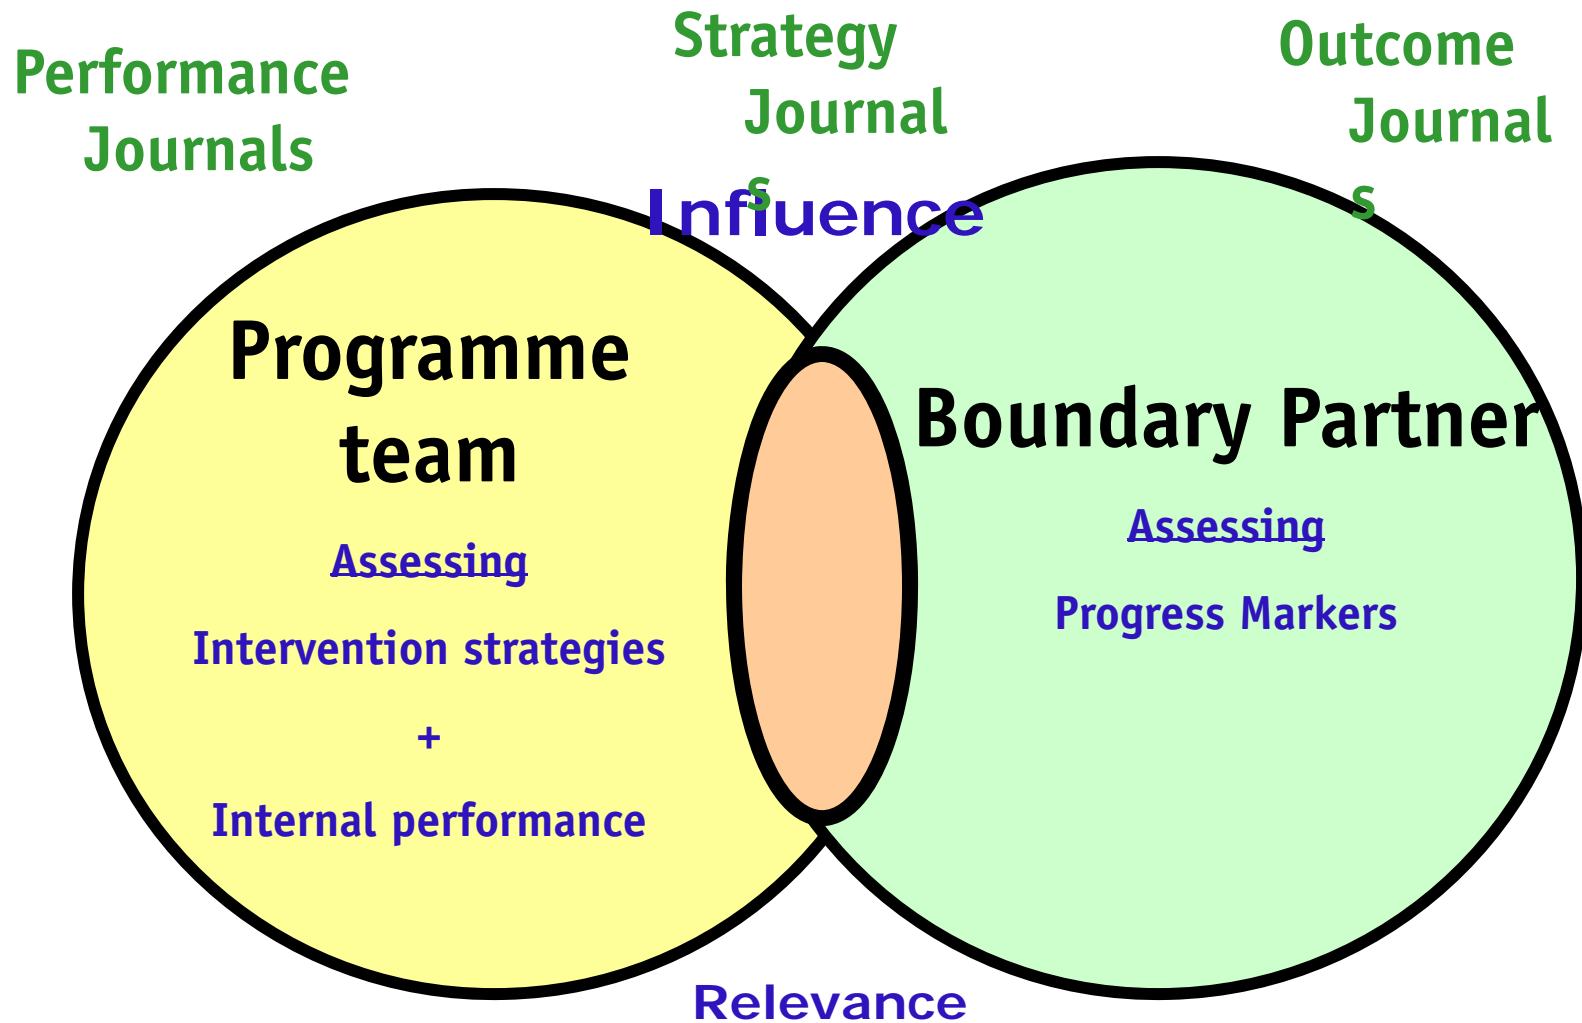 Performance
Journals
Strategy
Journal
s
Outcome
Journal
s
Influence
Programme
team
Assessing
Intervention strategies
+
Internal performance
Boundary Partner
Assessing
Progress Markers
Relevance